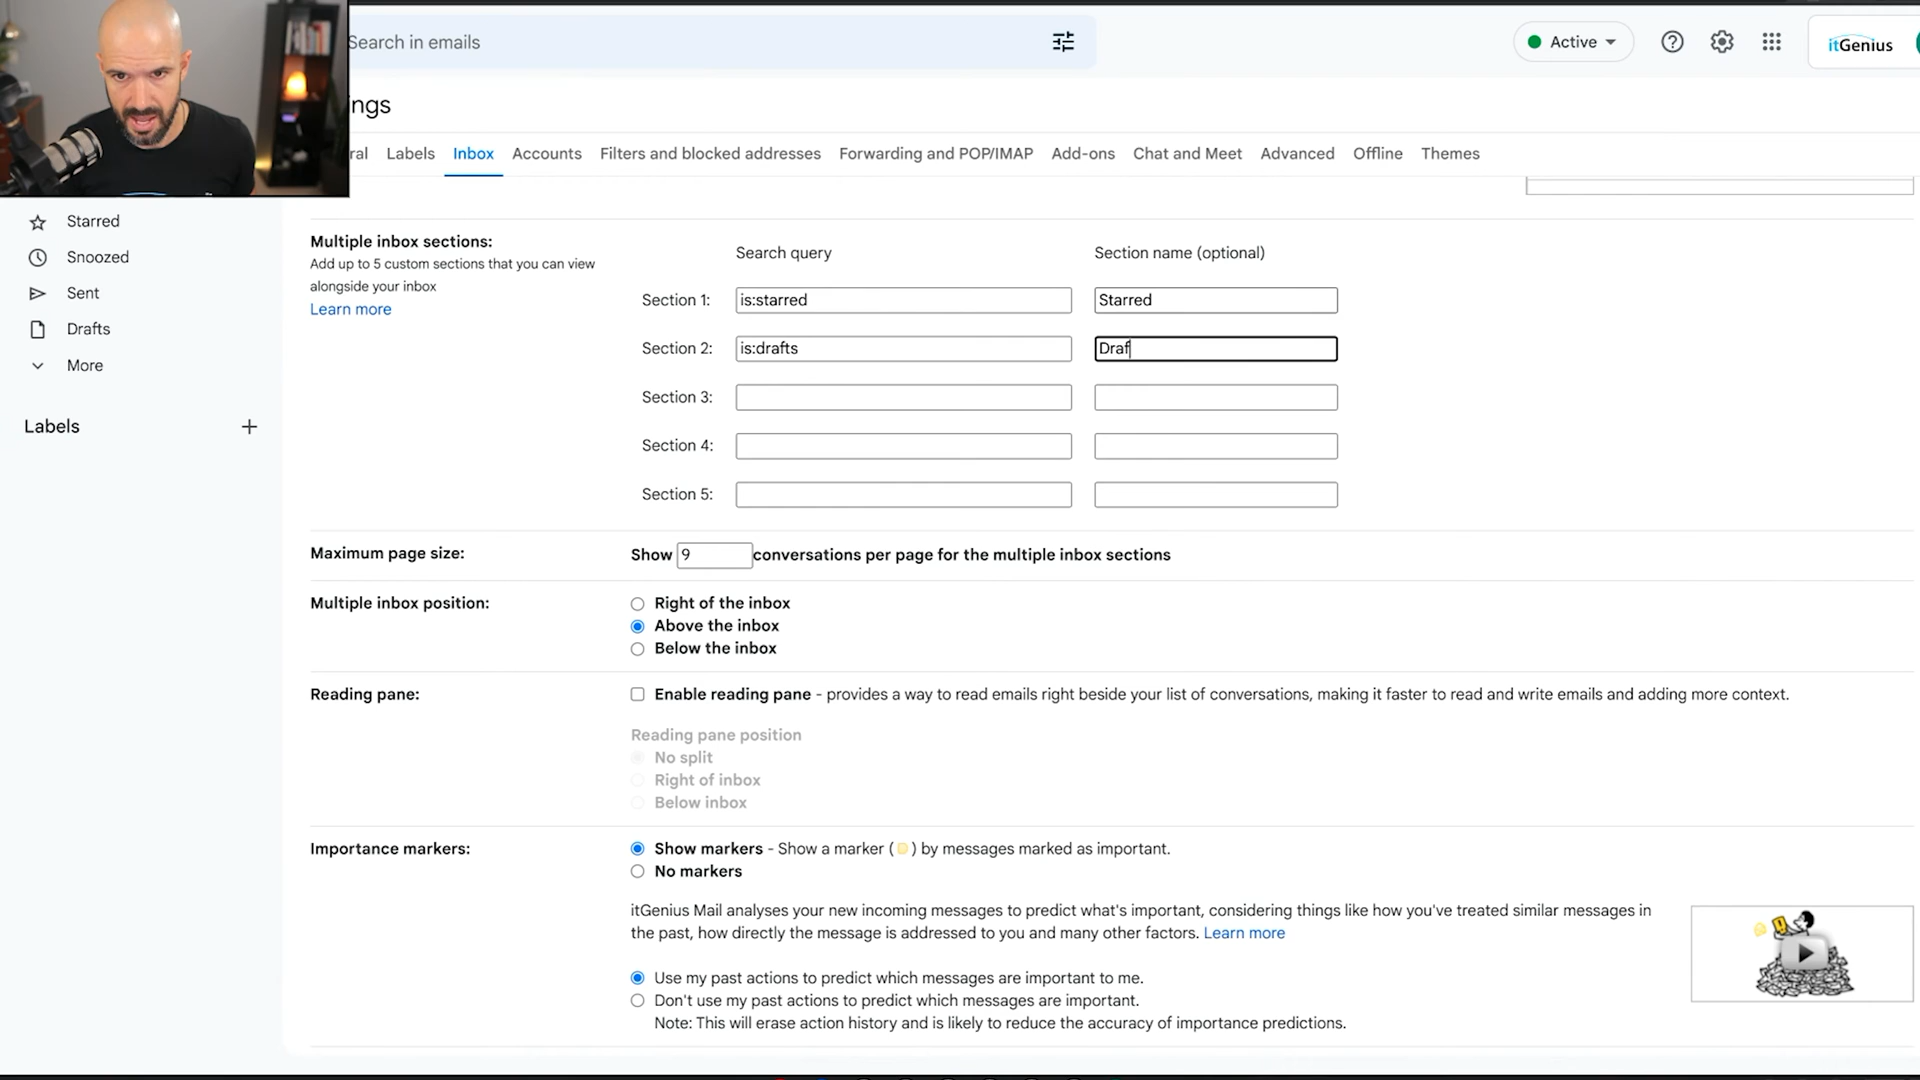 Search in emails
Active
itGenius
ings
ral Labels Inbox Accounts Filters and blocked addresses Forwarding and POP/IMAP Add-ons Chat and Meet Advanced Offline Themes
Starred
Snoozed
Sent
Drafts
More
Labels
Multiple inbox sections:
Add up to 5 custom sections that you can view
alongside your inbox
Learn more
Search query Section name (optional)
Section 1: is:starred Starred
Section 2: is:drafts Draf
Section 3:
Section 4:
Section 5:
Maximum page size: Show 9 conversations per page for the multiple inbox sections
Multiple inbox position: Right of the inbox
Above the inbox
Below the inbox
Reading pane: Enable reading pane - provides a way to read emails right beside your list of conversations, making it faster to read and write emails and adding more context.
Reading pane position
No split
Right of inbox
Below inbox
Importance markers: Show markers - Show a marker ( ) by messages marked as important.
No markers
itGenius Mail analyses your new incoming messages to predict what's important, considering things like how you've treated similar messages in
the past, how directly the message is addressed to you and many other factors. Learn more
Use my past actions to predict which messages are important to me.
Don't use my past actions to predict which messages are important.
Note: This will erase action history and is likely to reduce the accuracy of importance predictions.